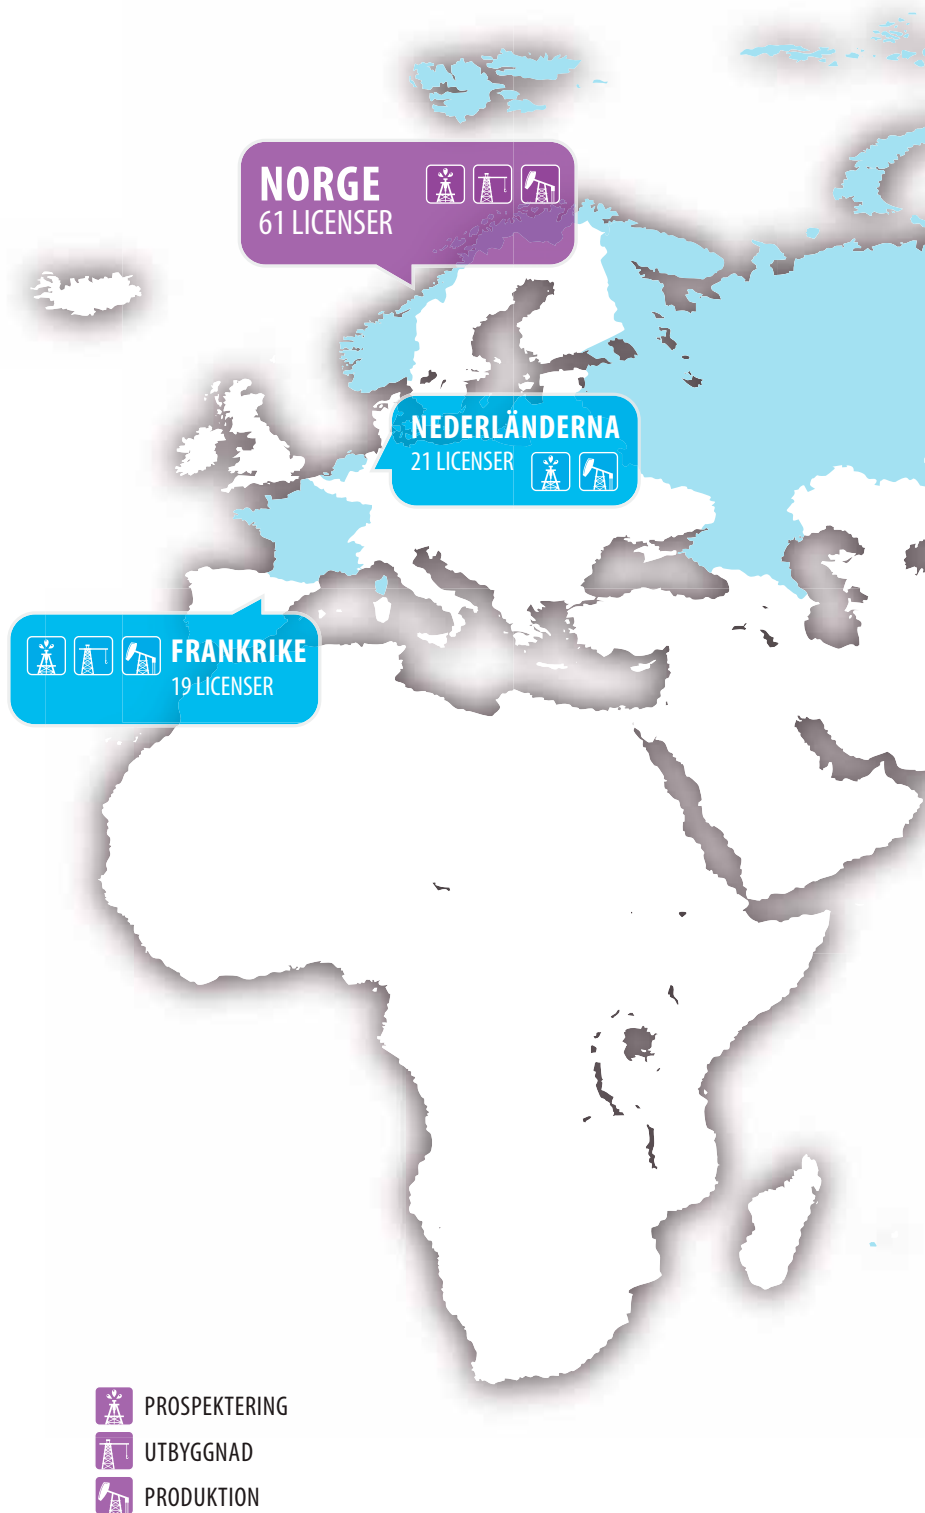 NORGE
61 LICENSER
NEDERLÄNDERNA
21 LICENSER
FRANKRIKE
19 LICENSER
PROSPEKTERING
UTBYGGNAD
PRODUKTION